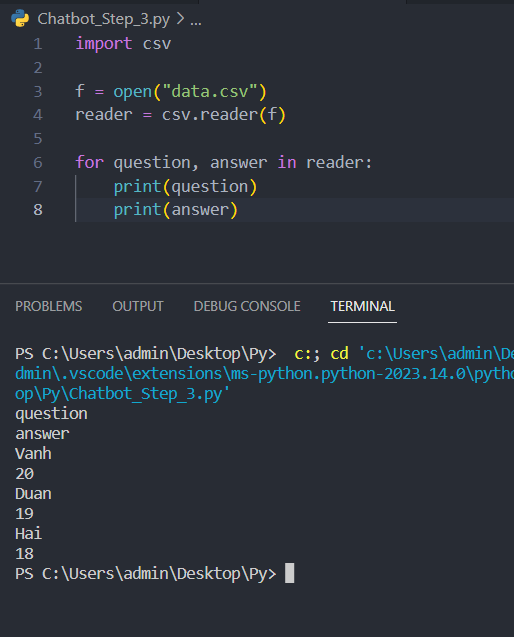 Chatbot_Step_3.py > ...
1 import csv
2
3 f = open("data.csv")
4 reader = csv.reader(f)
5
6 for question, answer in reader:
7     print(question)
8     print(answer)
PROBLEMS OUTPUT DEBUG CONSOLE TERMINAL
PS C:\Users\admin\Desktop\Py>  c:; cd 'c:\Users\admin\De
dmin\.vscode\extensions\ms-python.python-2023.14.0\pytho
op\Py\Chatbot_Step_3.py'
question
answer
Vanh
20
Duan
19
Hai
18
PS C:\Users\admin\Desktop\Py>